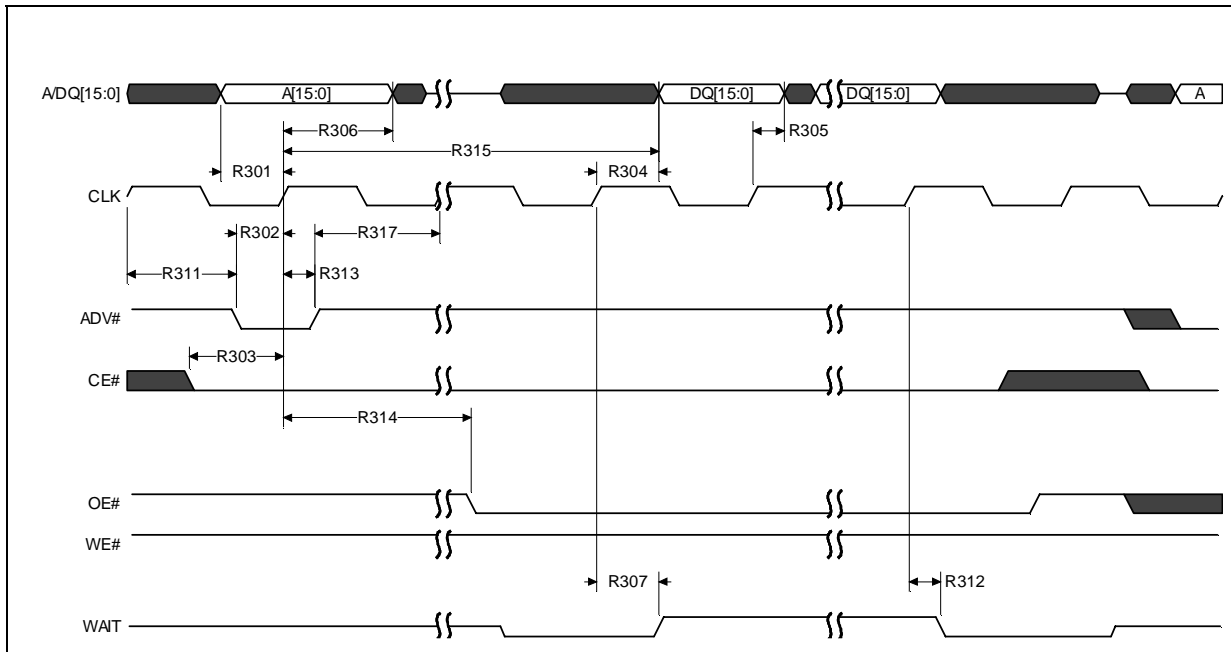 A/DQ[15:0] A[15:0] DQ[15:0] DQ[15:0] A
R306 R305
R315
R301 R304
CLK
R302 R317
R311 R313
ADV#
R303
CE#
R314
OE#
WE#
R307 R312
WAIT